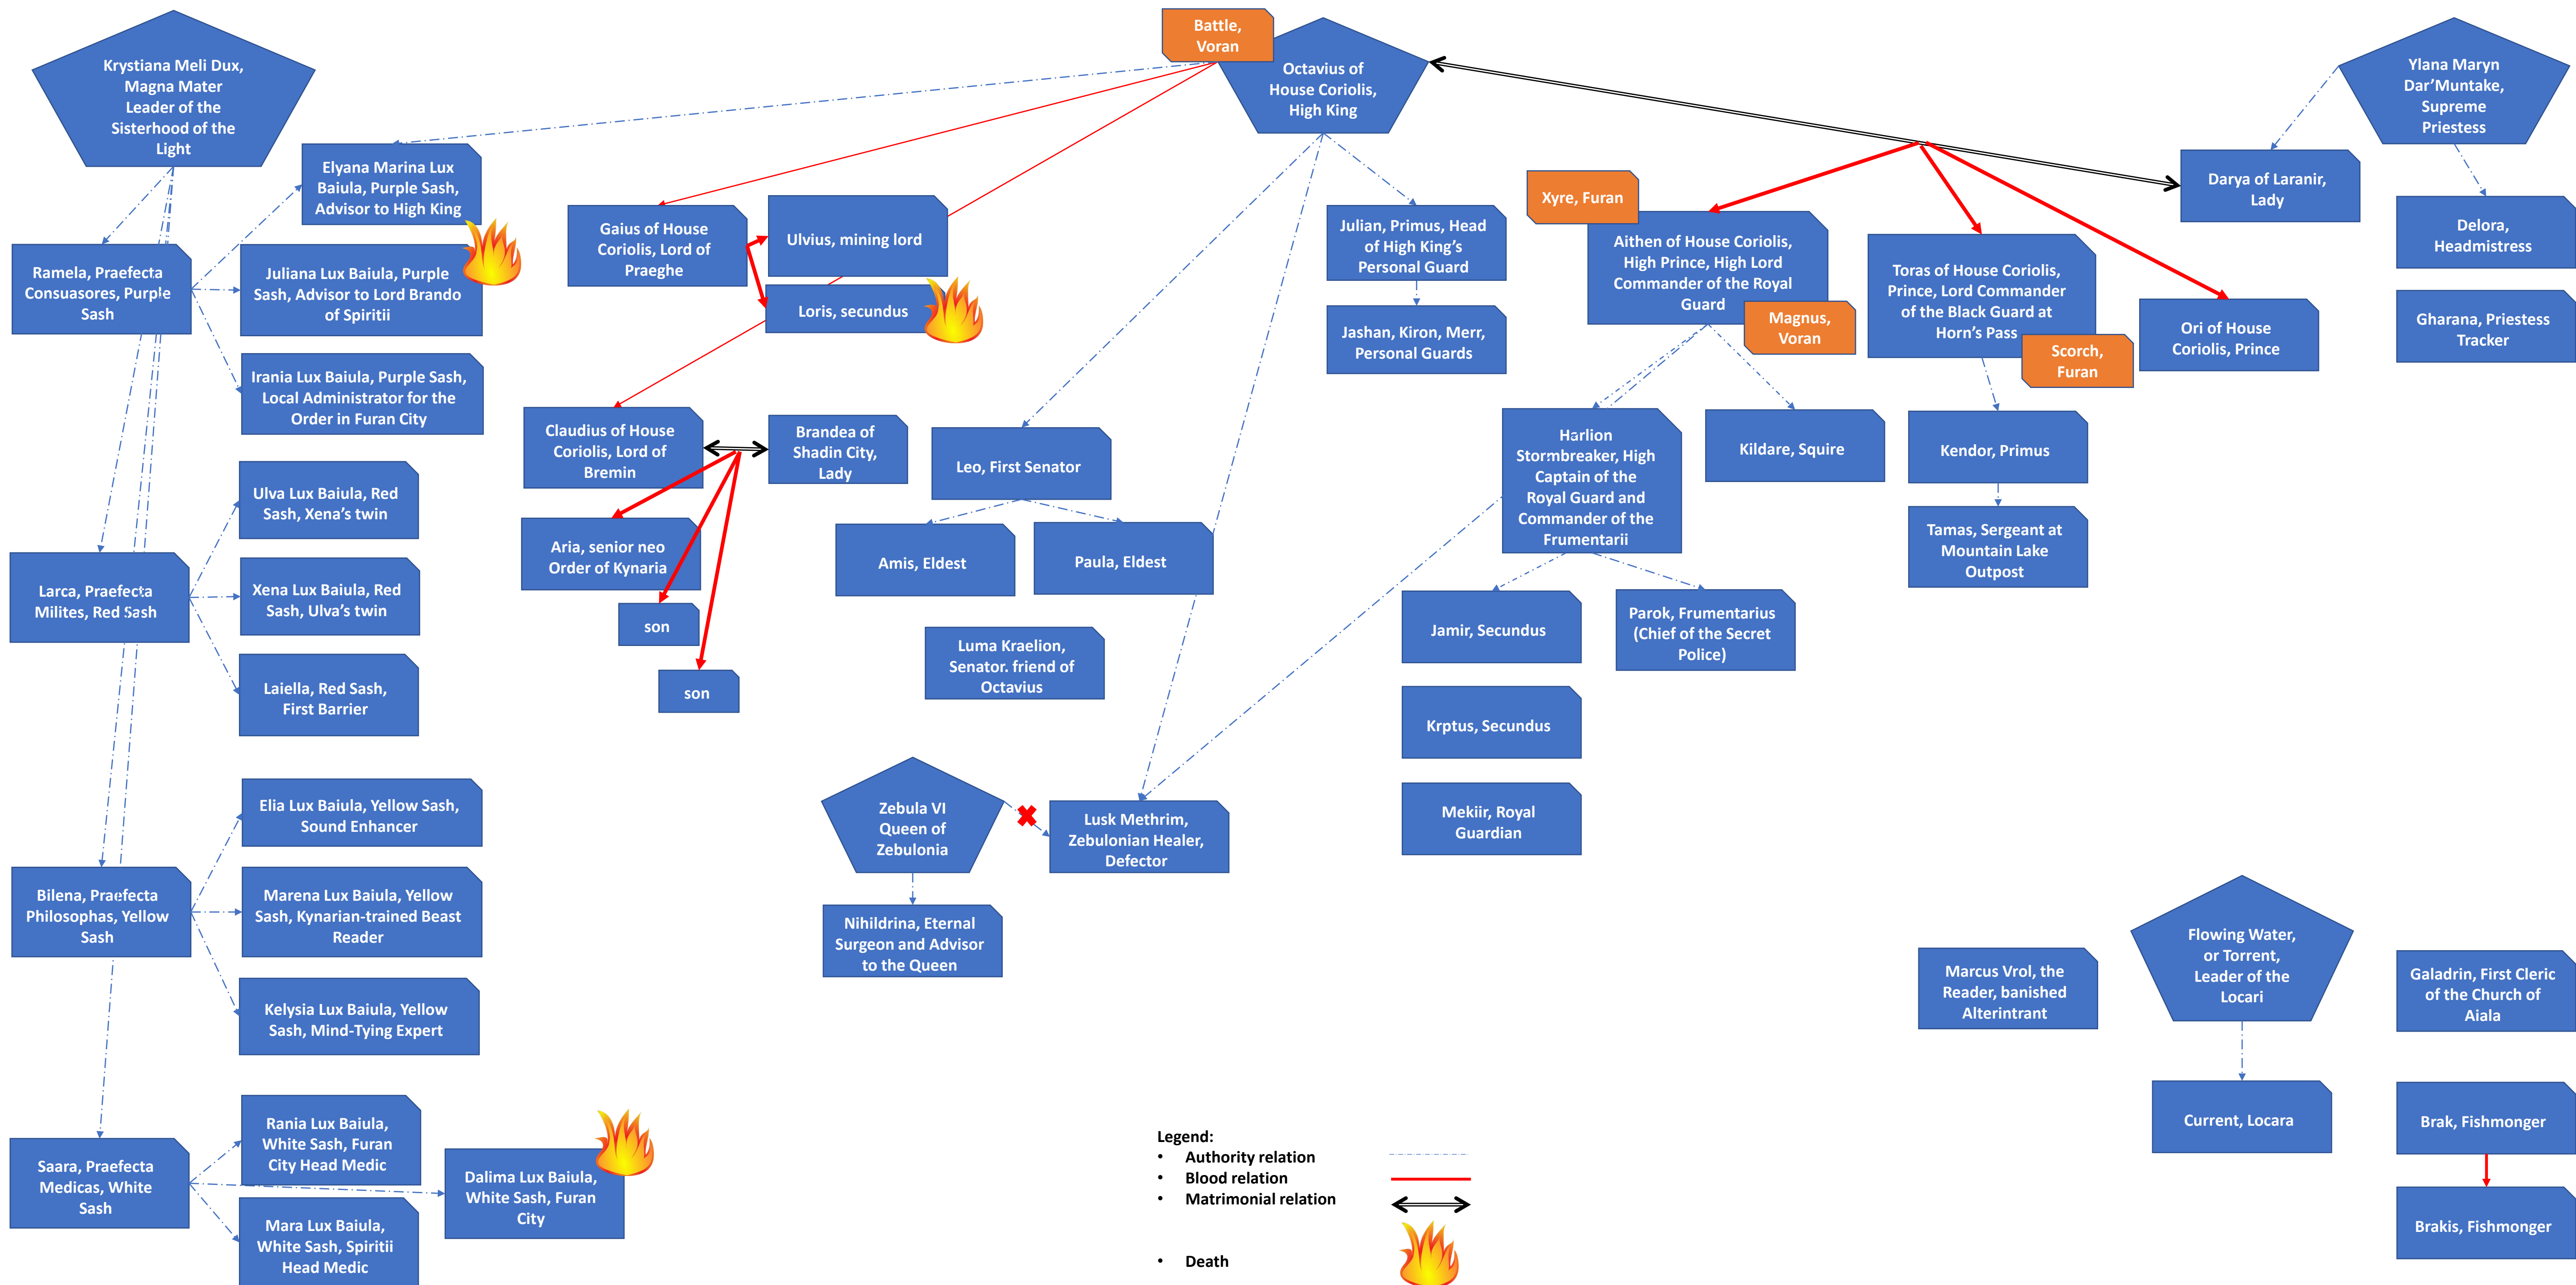 Krystiana Meli Dux,
Magna Mater
Leader of the
Sisterhood of the
Light
Battle,
Voran
Octavius of
House Coriolis,
High King
Ylana Maryn
Dar’Muntake,
Supreme
Priestess
Elyana Marina Lux
Baiula, Purple Sash,
Advisor to High King
Ramela, Praefecta
Consuasores, Purple
Sash
Juliana Lux Baiula, Purple
Sash, Advisor to Lord Brando
of Spiritii
Irania Lux Baiula, Purple Sash,
Local Administrator for the
Order in Furan City
Gaius of House
Coriolis, Lord of
Praeghe
Ulvius, mining lord
Loris, secundus
Julian, Primus, Head
of High King’s
Personal Guard
Jashan, Kiron, Merr,
Personal Guards
Xyre, Furan
Aithen of House Coriolis,
High Prince, High Lord
Commander of the Royal
Guard
Magnus,
Voran
Toras of House Coriolis,
Prince, Lord Commander
of the Black Guard at
Horn’s Pass
Scorch,
Furan
Ori of House
Coriolis, Prince
Darya of Laranir,
Lady
Delora,
Headmistress
Gharana, Priestess
Tracker
Claudius of House
Coriolis, Lord of
Bremin
Brandea of
Shadin City,
Lady
Aria, senior neo
Order of Kynaria
son
son
Leo, First Senator
Amis, Eldest
Paula, Eldest
Luma Kraelion,
Senator. friend of
Octavius
Harlion
Stormbreaker, High
Captain of the
Royal Guard and
Commander of the
Frumentarii
Kildare, Squire
Kendor, Primus
Tamas, Sergeant at
Mountain Lake
Outpost
Jamir, Secundus
Parok, Frumentarius
(Chief of the Secret
Police)
Krptus, Secundus
Mekiir, Royal
Guardian
Larca, Praefecta
Milites, Red Sash
Ulva Lux Baiula, Red
Sash, Xena’s twin
Xena Lux Baiula, Red
Sash, Ulva’s twin
Laiella, Red Sash,
First Barrier
Bilena, Praefecta
Philosophas, Yellow
Sash
Elia Lux Baiula, Yellow Sash,
Sound Enhancer
Marena Lux Baiula, Yellow
Sash, Kynarian-trained Beast
Reader
Kelysia Lux Baiula, Yellow
Sash, Mind-Tying Expert
Zebula VI
Queen of
Zebulonia
Lusk Methrim,
Zebulonian Healer,
Defector
Nihildrina, Eternal
Surgeon and Advisor
to the Queen
Marcus Vrol, the
Reader, banished
Alterintrant
Flowing Water,
or Torrent,
Leader of the
Locari
Current, Locara
Galadrin, First Cleric
of the Church of
Aiala
Brak, Fishmonger
Brakis, Fishmonger
Saara, Praefecta
Medicas, White
Sash
Rania Lux Baiula,
White Sash, Furan
City Head Medic
Dalima Lux Baiula,
White Sash, Furan
City
Mara Lux Baiula,
White Sash, Spiritii
Head Medic
Legend:
• Authority relation
• Blood relation
• Matrimonial relation
• Death